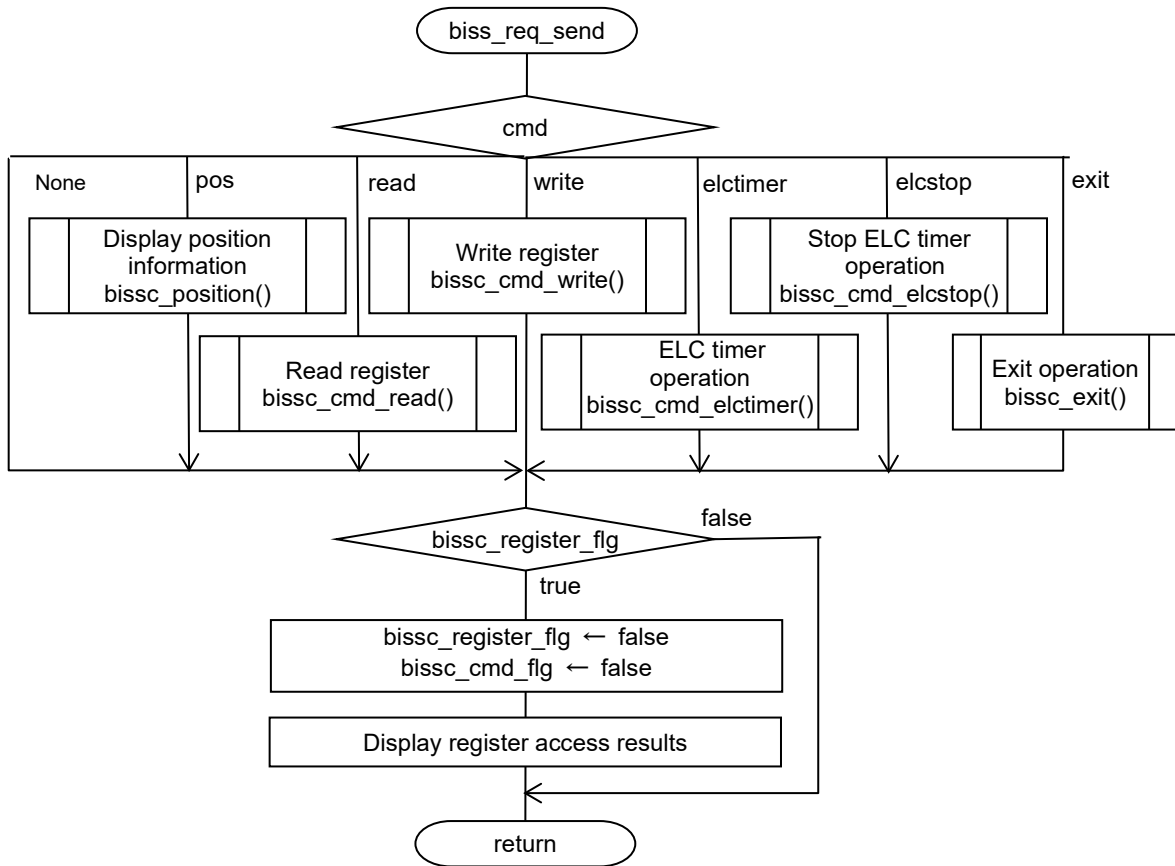 biss_req_send
cmd
None
pos
read
write
elctimer
elcstop
exit
Display position
information
bissc_position()
Write register
bissc_cmd_write()
Stop ELC timer
operation
bissc_cmd_elcstop()
Read register
bissc_cmd_read()
ELC timer
operation
bissc_cmd_elctimer()
Exit operation
bissc_exit()
bissc_register_flg
false
true
bissc_register_flg ← false
bissc_cmd_flg ← false
Display register access results
return